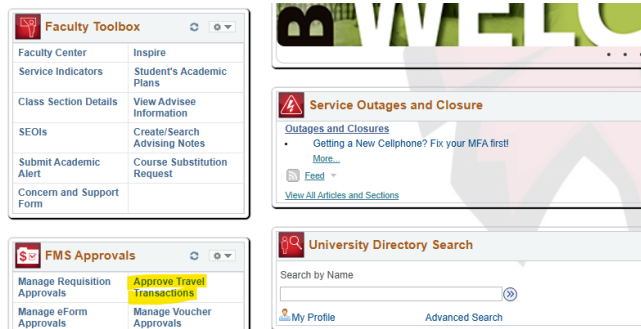 Faculty Toolbox
Faculty Center
Inspire
Service Indicators
Student's Academic
Plans
Class Section Details
View Advisee
Information
SEOIs
Create/Search
Advising Notes
Submit Academic
Alert
Course Substitution
Request
Concern and Support
Form
FMS Approvals
Manage Requisition
Approvals
Approve Travel
Transactions
Manage eForm
Approvals
Manage Voucher
Approvals
B
WELC
Service Outages and Closure
Outages and Closures
• Getting a New Cellphone? Fix your MFA first!
More...
Feed
View All Articles and Sections
University Directory Search
Search by Name
My Profile
Advanced Search